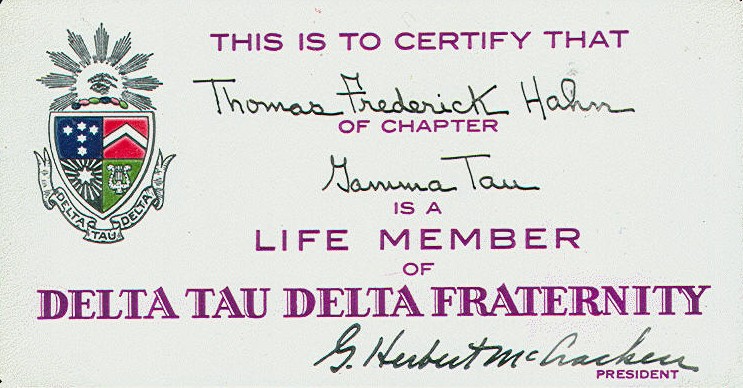 THIS IS TO CERTIFY THAT
Thomas Frederick Hahn
OF CHAPTER
Gamma Tau
IS A
LIFE MEMBER
OF
DELTA TAU DELTA FRATERNITY
G. Herbert McCracken
PRESIDENT
DELTA TAU DELTA